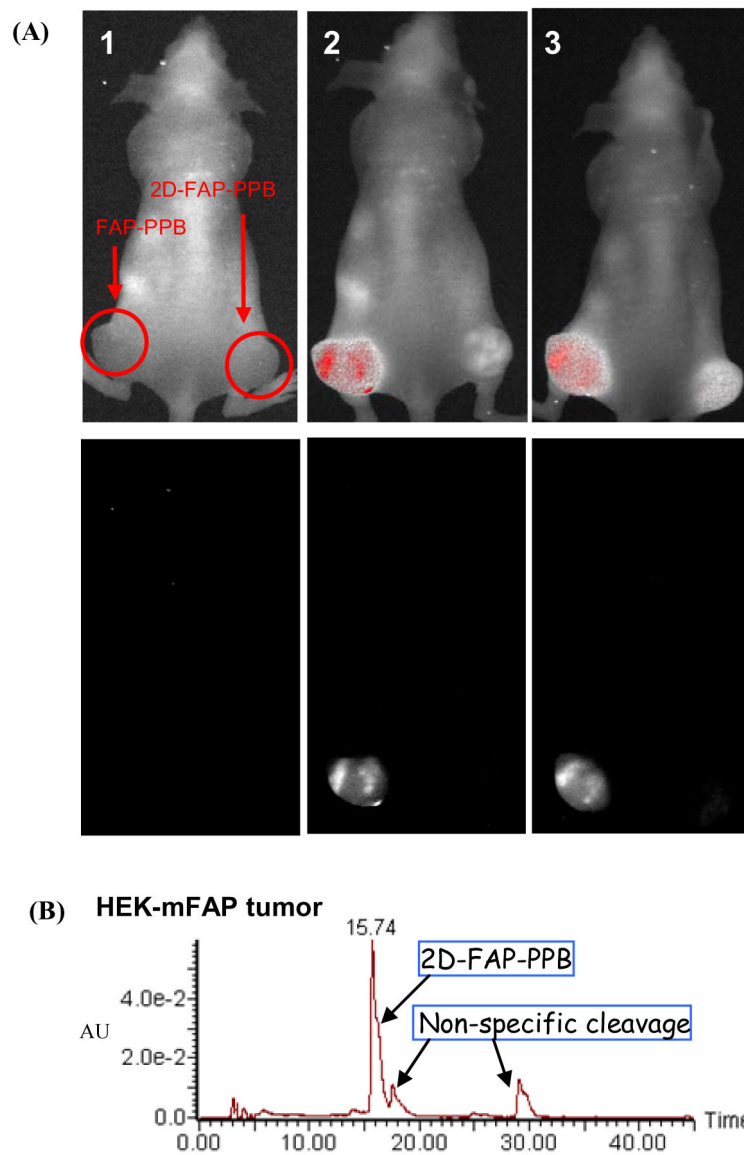 (A)
1
2
3
2D-FAP-PPB
FAP-PPB
(B) HEK-mFAP tumor
15.74
2D-FAP-PPB
4.0e-2
Non-specific cleavage
AU
2.0e-2
0.0
Time
0.00 10.00 20.00 30.00 40.00